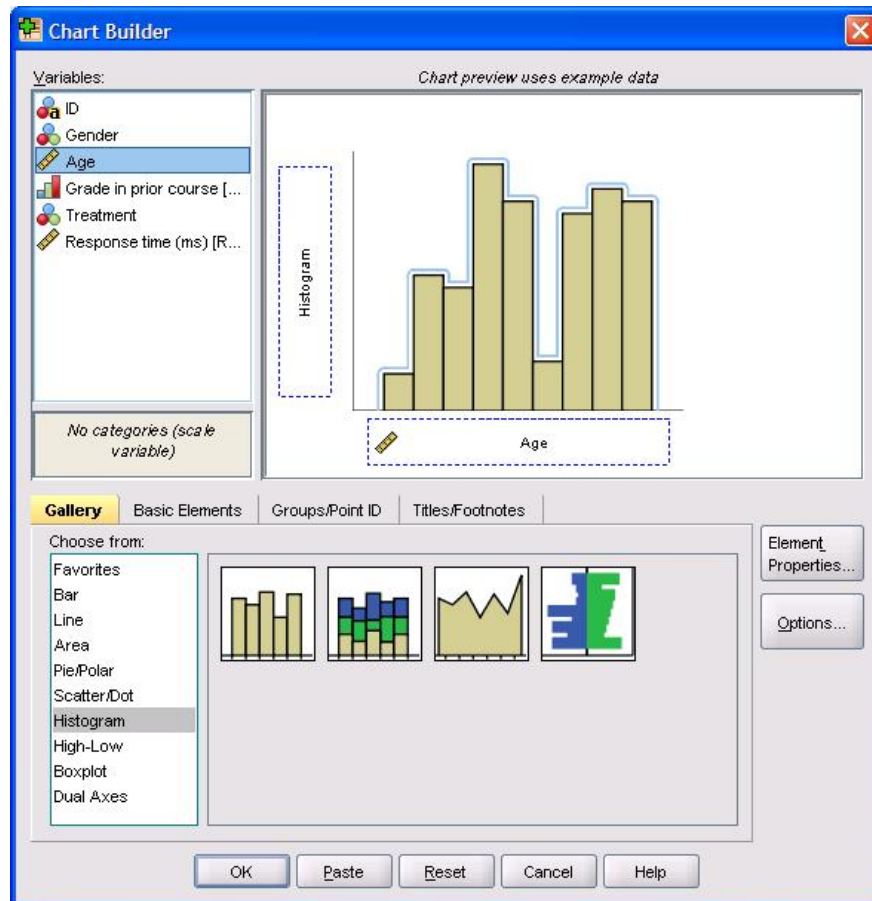 Chart Builder
Variables:
Chart preview uses example data
ID
Gender
Age
Grade in prior course [...
Treatment
Response time (ms) [R...
No categories (scale
variable)
Histogram
Age
Gallery
Basic Elements
Groups/Point ID
Titles/Footnotes
Choose from:
Favorites
Bar
Line
Area
Pie/Polar
Scatter/Dot
Histogram
High-Low
Boxplot
Dual Axes
Element
Properties...
Options...
OK
Paste
Reset
Cancel
Help